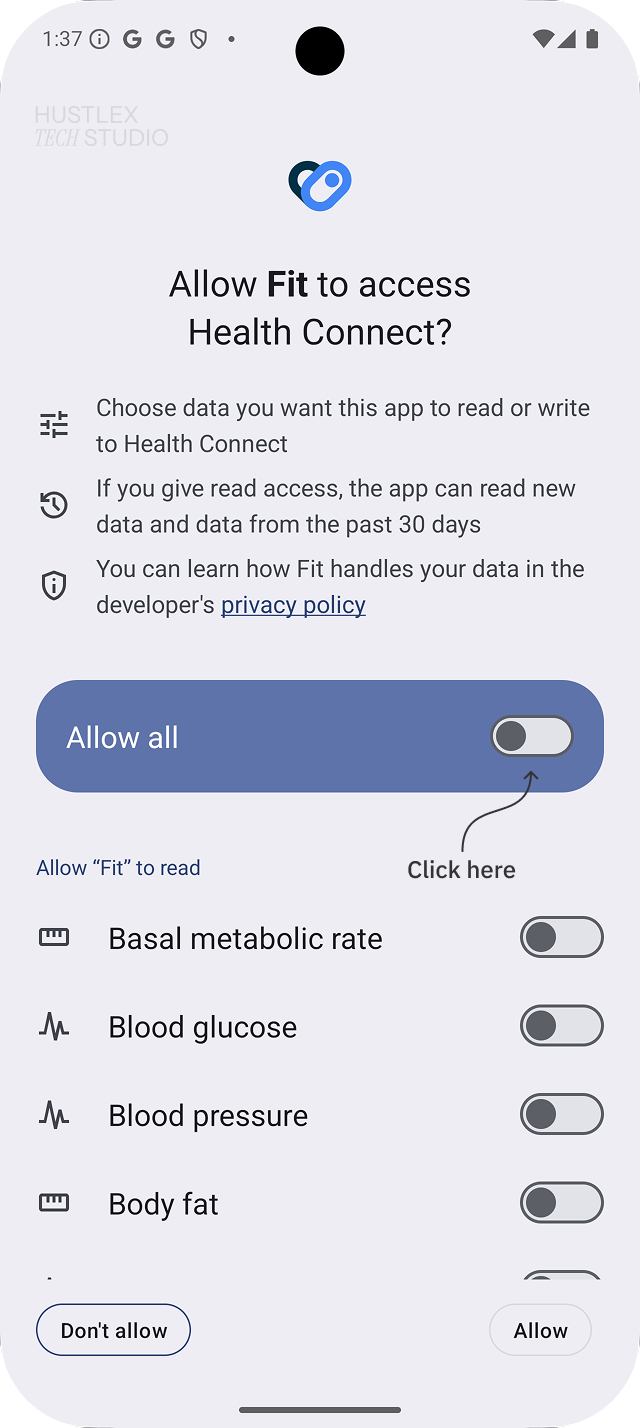 1:37
HUSTLEX
TECH STUDIO
Allow Fit to access
Health Connect?
Choose data you want this app to read or write
to Health Connect
If you give read access, the app can read new
data and data from the past 30 days
You can learn how Fit handles your data in the
developer's privacy policy
Allow all
Click here
Allow “Fit” to read
Basal metabolic rate
Blood glucose
Blood pressure
Body fat
Don't allow
Allow